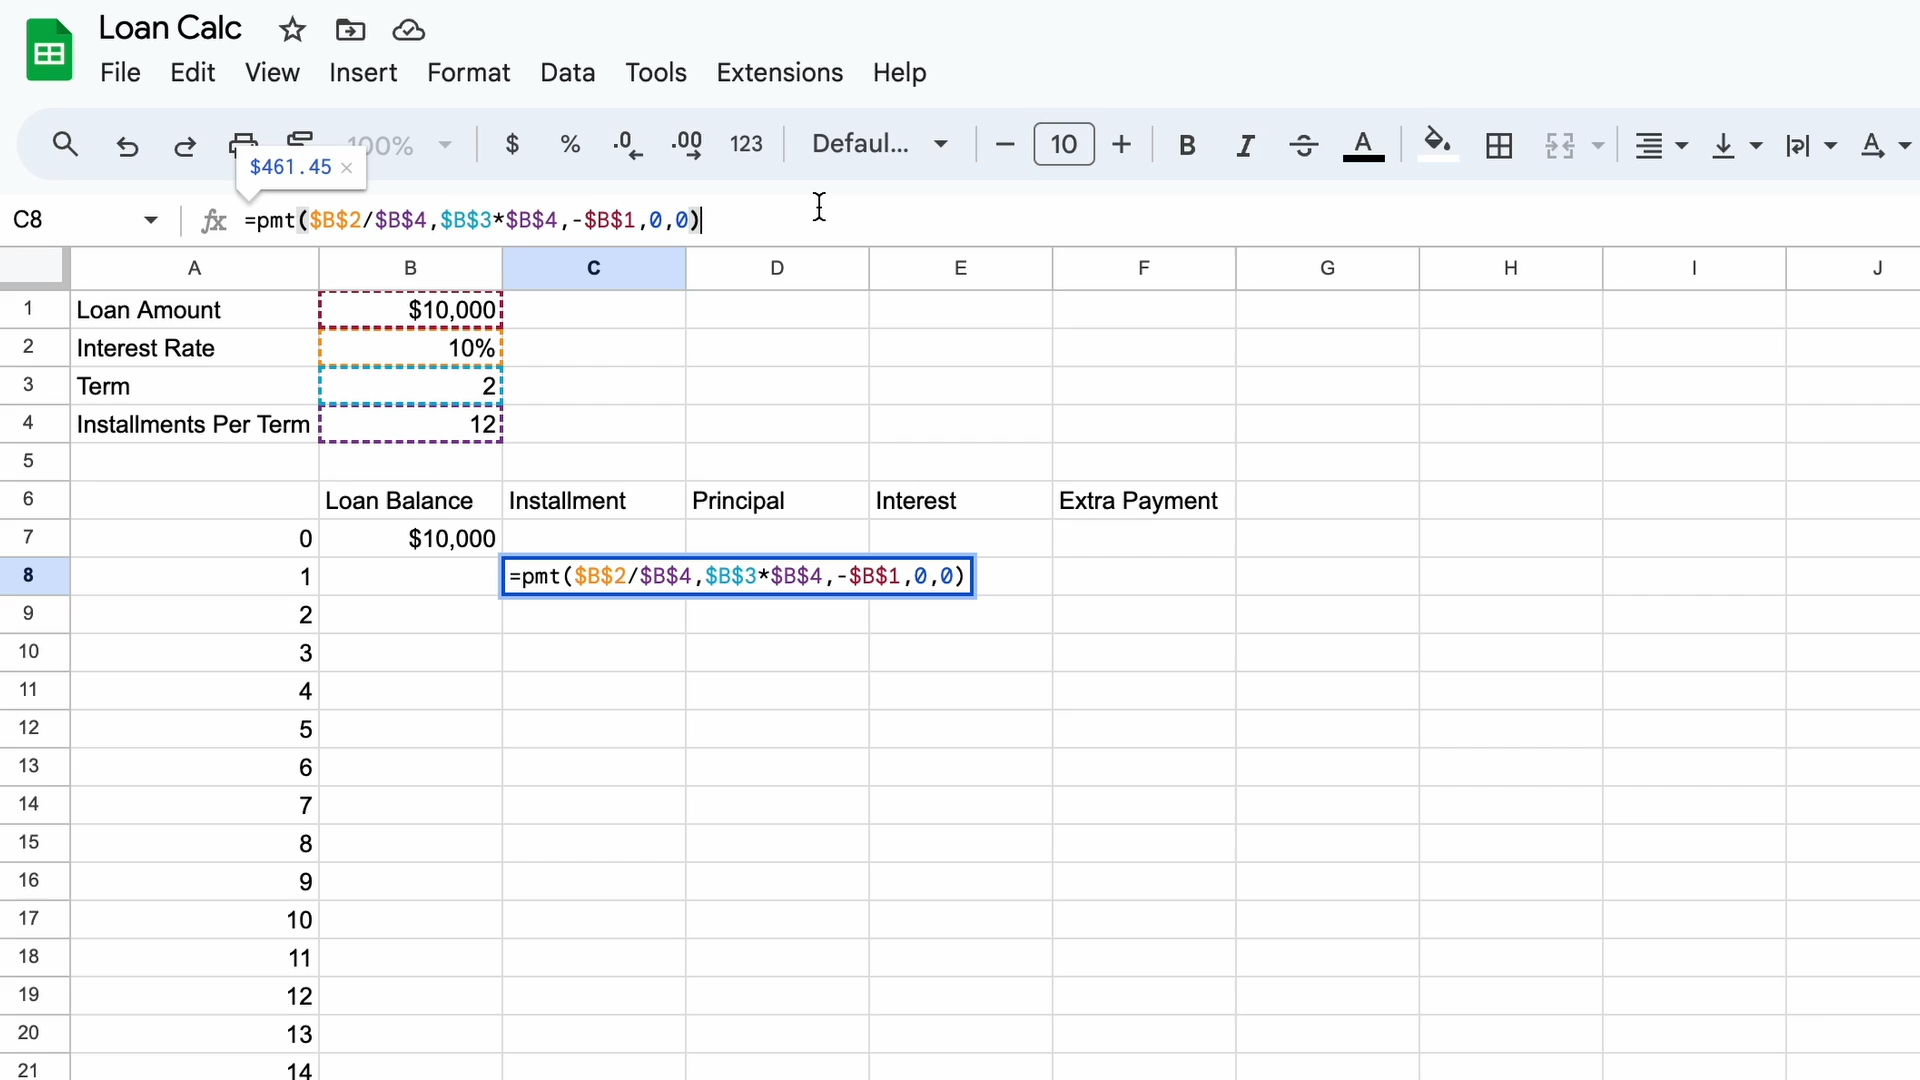 Loan Calc
File Edit View Insert Format Data Tools Extensions Help
100% $ % .0 .00 123 Defaul... 10 B I A A
$461.45 ×
C8 fx =pmt($B$2/$B$4,$B$3*$B$4,-$B$1,0,0)
A B C D E F G H I J
1 Loan Amount $10,000
2 Interest Rate 10%
3 Term 2
4 Installments Per Term 12
5
6 Loan Balance Installment Principal Interest Extra Payment
7 0 $10,000
8 1 =pmt($B$2/$B$4,$B$3*$B$4,-$B$1,0,0)
9 2
10 3
11 4
12 5
13 6
14 7
15 8
16 9
17 10
18 11
19 12
20 13
21 14